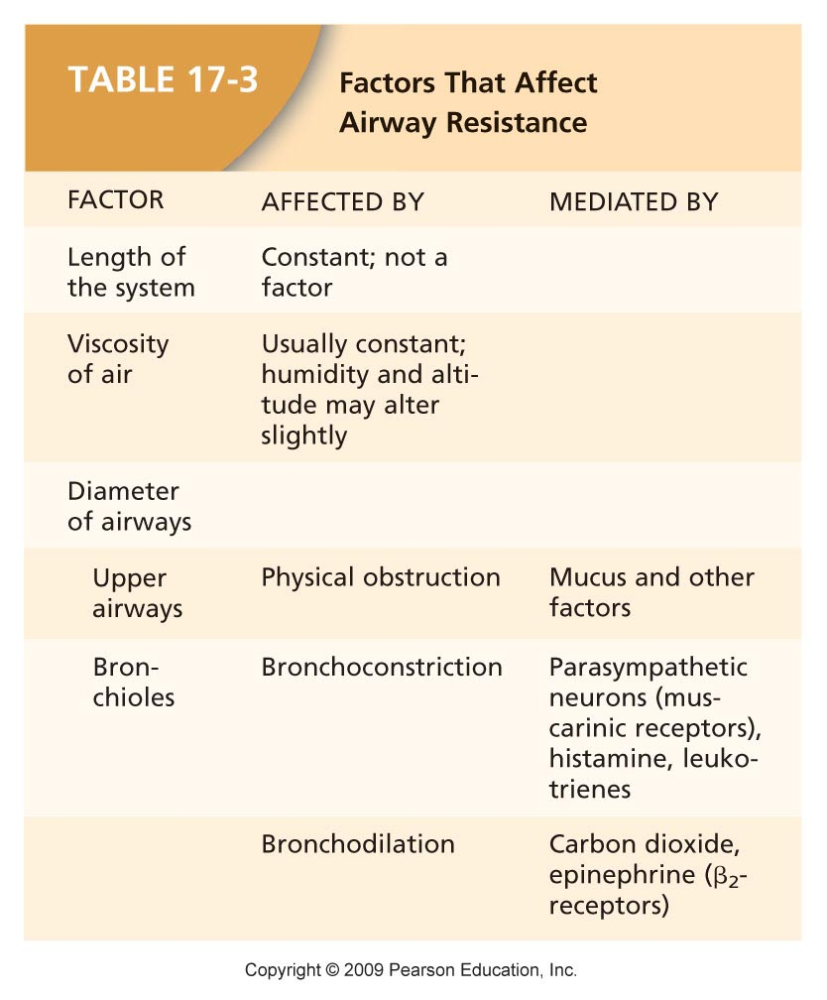 TABLE 17-3
Factors That Affect
Airway Resistance
FACTOR AFFECTED BY MEDIATED BY
Length of
the system
Constant; not a
factor
Viscosity
of air
Usually constant;
humidity and alti-
tude may alter
slightly
Diameter
of airways
Upper
airways
Physical obstruction
Mucus and other
factors
Bron-
chioles
Bronchoconstriction
Parasympathetic
neurons (mus-
carinic receptors),
histamine, leuko-
trienes
Bronchodilation
Carbon dioxide,
epinephrine (β₂-
receptors)
Copyright © 2009 Pearson Education, Inc.